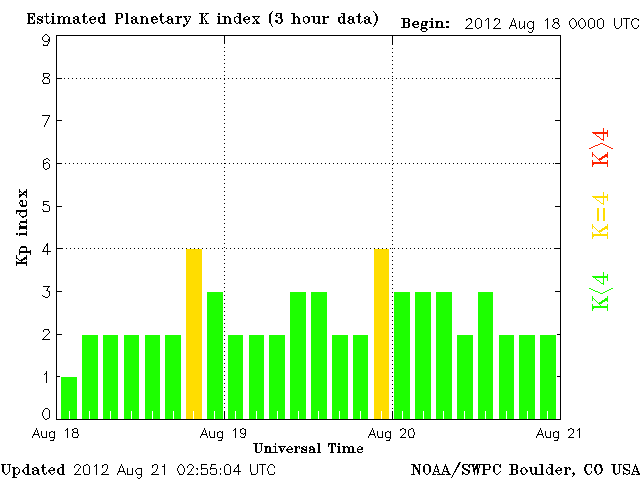 Estimated Planetary K index (3 hour data)
Begin: 2012 Aug 18 0000 UTC
9
8
7
6
5
4
3
2
1
0
Kp index
K>4
K=4
K<4
Aug 18
Aug 19
Aug 20
Aug 21
Universal Time
Updated 2012 Aug 21 02:55:04 UTC
NOAA/SWPC Boulder, CO USA